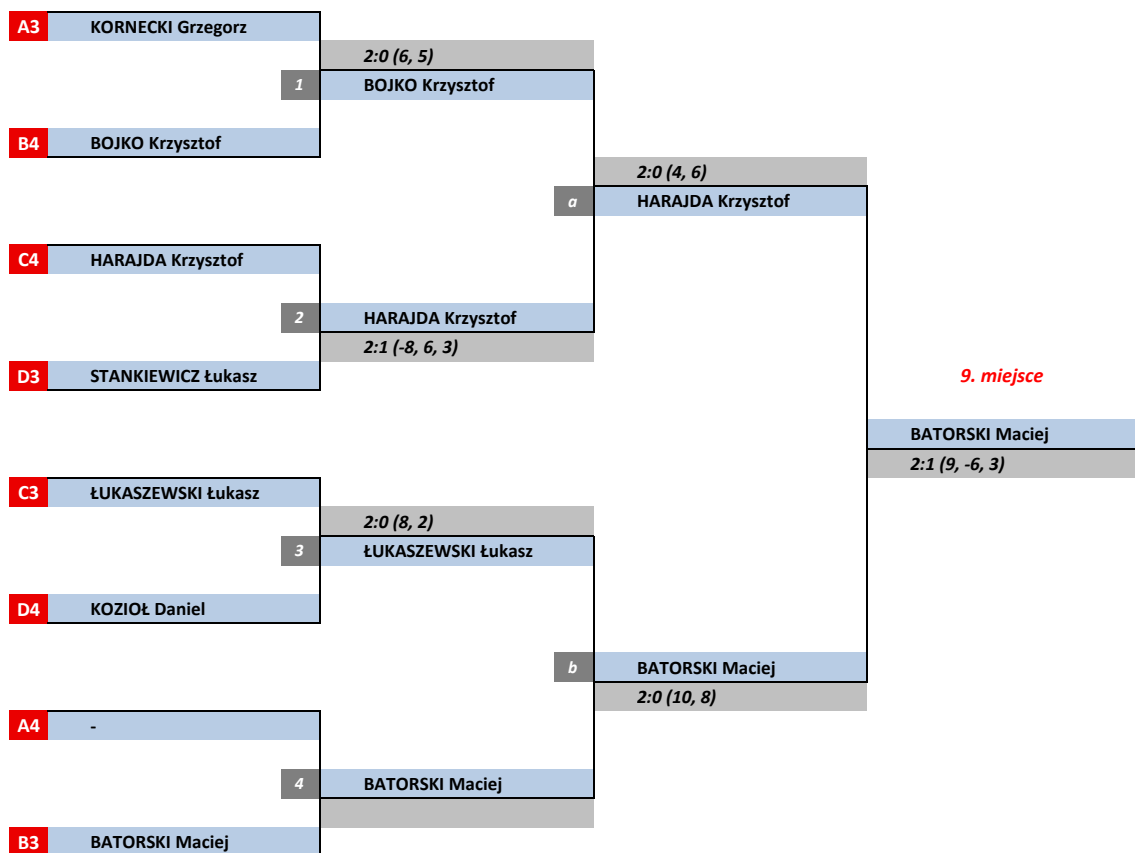 A3 KORNECKI Grzegorz
2:0 (6, 5)
1 BOJKO Krzysztof
B4 BOJKO Krzysztof
2:0 (4, 6)
a HARAJDA Krzysztof
C4 HARAJDA Krzysztof
2 HARAJDA Krzysztof
2:1 (-8, 6, 3)
D3 STANKIEWICZ Łukasz
9. miejsce
BATORSKI Maciej
2:1 (9, -6, 3)
C3 ŁUKASZEWSKI Łukasz
2:0 (8, 2)
3 ŁUKASZEWSKI Łukasz
D4 KOZIOŁ Daniel
b BATORSKI Maciej
2:0 (10, 8)
A4 -
4 BATORSKI Maciej
B3 BATORSKI Maciej